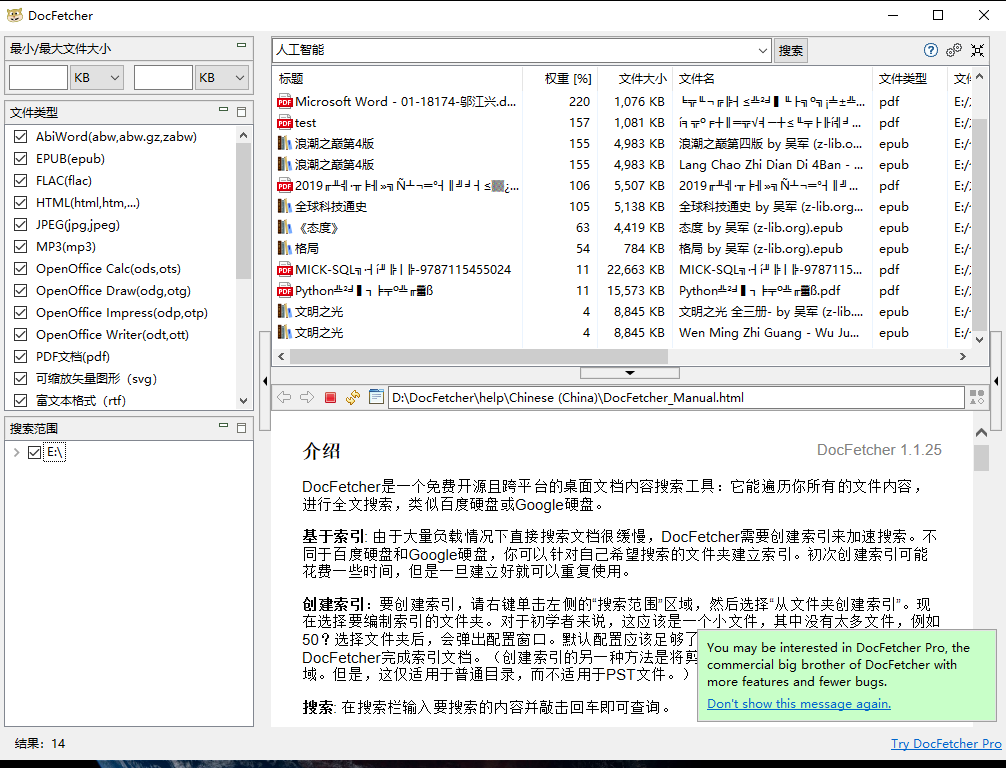 DocFetcher
最小/最大文件大小
KB KB
文件类型
AbiWord(abw,abw.gz,zabw)
EPUB(epub)
FLAC(flac)
HTML(html,htm,...)
JPEG(jpg,jpeg)
MP3(mp3)
OpenOffice Calc(ods,ots)
OpenOffice Draw(odg,otg)
OpenOffice Impress(odp,otp)
OpenOffice Writer(odt,ott)
PDF文档(pdf)
可缩放矢量图形 (svg)
富文本格式 (rtf)
搜索范围
E:\
人工智能 搜索
标题 权重 [%] 文件大小 文件名 文件类型
Microsoft Word - 01-18174-邬江兴.d... 220 1,076 KB pdf E:/
test 157 1,081 KB pdf E:/
浪潮之巅第4版 155 4,983 KB 浪潮之巅第四版 by 吴军 (z-lib.o... epub E:/
浪潮之巅第4版 155 4,983 KB Lang Chao Zhi Dian Di 4Ban - ... epub E:/
2019 106 5,507 KB 2019 pdf E:/
全球科技通史 105 5,138 KB 全球科技通史 by 吴军 (z-lib.org... epub E:/
《态度》 63 4,419 KB 态度 by 吴军 (z-lib.org).epub epub E:/
格局 54 784 KB 格局 by 吴军 (z-lib.org).epub epub E:/
MICK-SQL -9787115455024 11 22,663 KB MICK-SQL -9787115... pdf E:/
Python 11 15,573 KB Python .pdf pdf E:/
文明之光 4 8,845 KB 文明之光 全三册- by 吴军 (z-lib.... epub E:/
文明之光 4 8,845 KB Wen Ming Zhi Guang - Wu Ju... epub E:/
D:\DocFetcher\help\Chinese (China)\DocFetcher_Manual.html
介绍 DocFetcher 1.1.25
DocFetcher是一个免费开源且跨平台的桌面文档内容搜索工具：它能遍历你所有的文件内容，
进行全文搜索，类似百度硬盘或Google硬盘。
基于索引: 由于大量负载情况下直接搜索文档很缓慢，DocFetcher需要创建索引来加速搜索。不
同于百度硬盘和Google硬盘，你可以针对自己希望搜索的文件夹建立索引。初次创建索引可能
花费一些时间，但是一旦建立好就可以重复使用。
创建索引：要创建索引，请右键单击左侧的“搜索范围”区域，然后选择“从文件夹创建索引”。现
在选择要编制索引的文件夹。对于初学者来说，这应该是一个小文件，其中没有太多文件，例如
50？选择文件夹后，会弹出配置窗口。默认配置应该足够了
DocFetcher完成索引文档。（创建索引的另一种方法是将剪
域。但是，这仅适用于普通目录，而不适用于PST文件。）
搜索: 在搜索栏输入要搜索的内容并敲击回车即可查询。
You may be interested in DocFetcher Pro, the
commercial big brother of DocFetcher with
more features and fewer bugs.
Don't show this message again.
结果：14
Try DocFetcher Pro